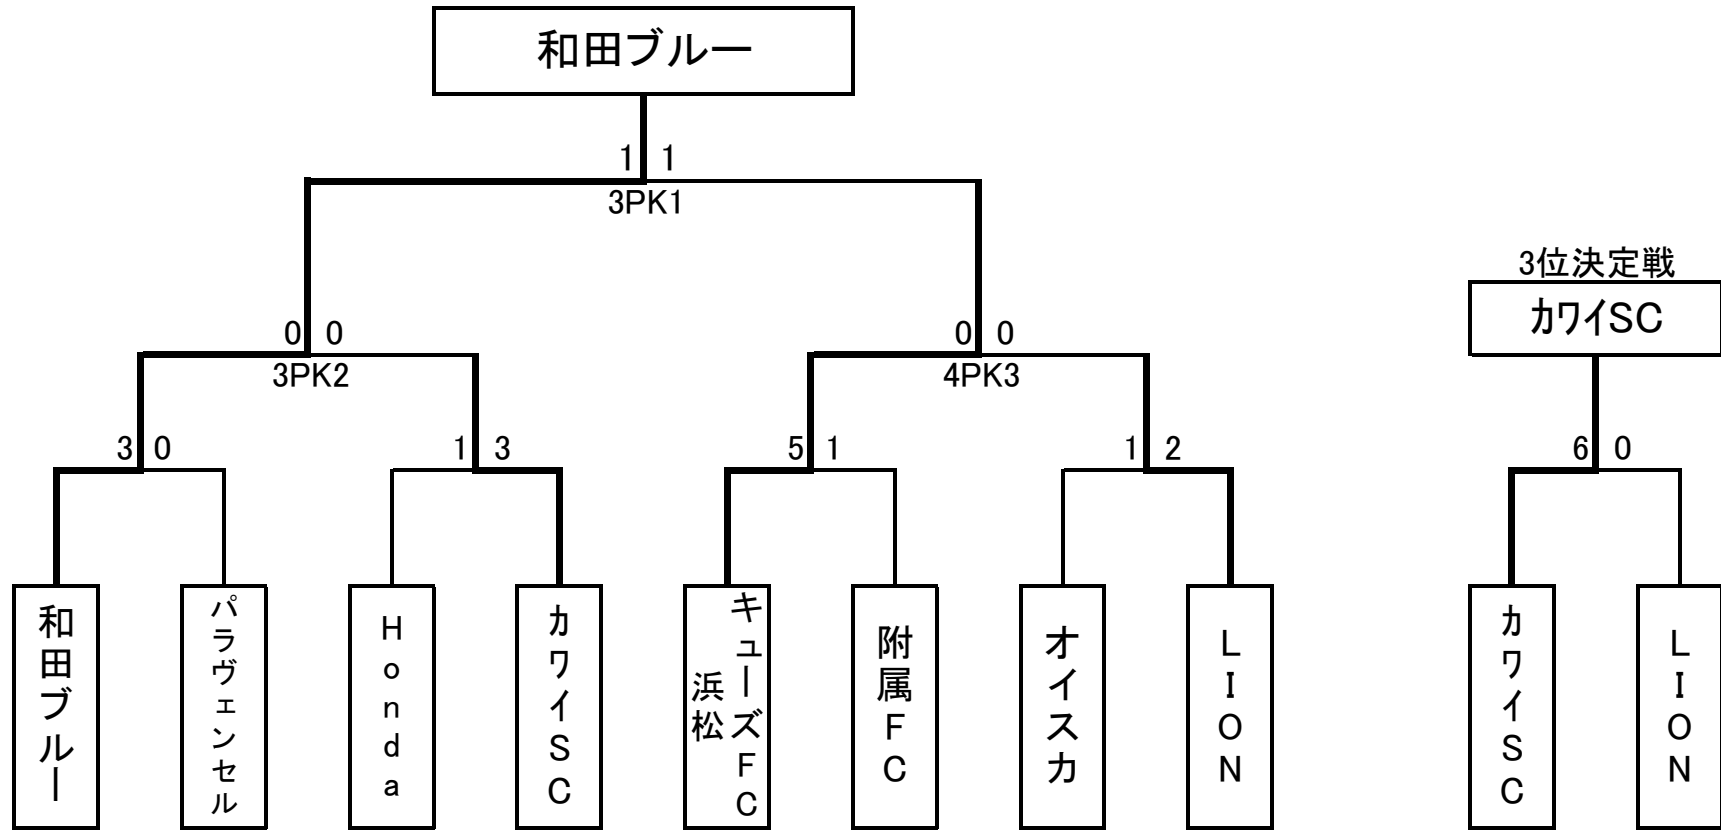 和田ブルー
1 1
3PK1
3位決定戦
カワイSC
0 0
3PK2
0 0
4PK3
3 0
1 3
5 1
1 2
6 0
和田ブルー
パラヴェンセル
Honda
カワイSC
キューズFC
浜松
附属FC
オイスカ
LION
カワイSC
LION